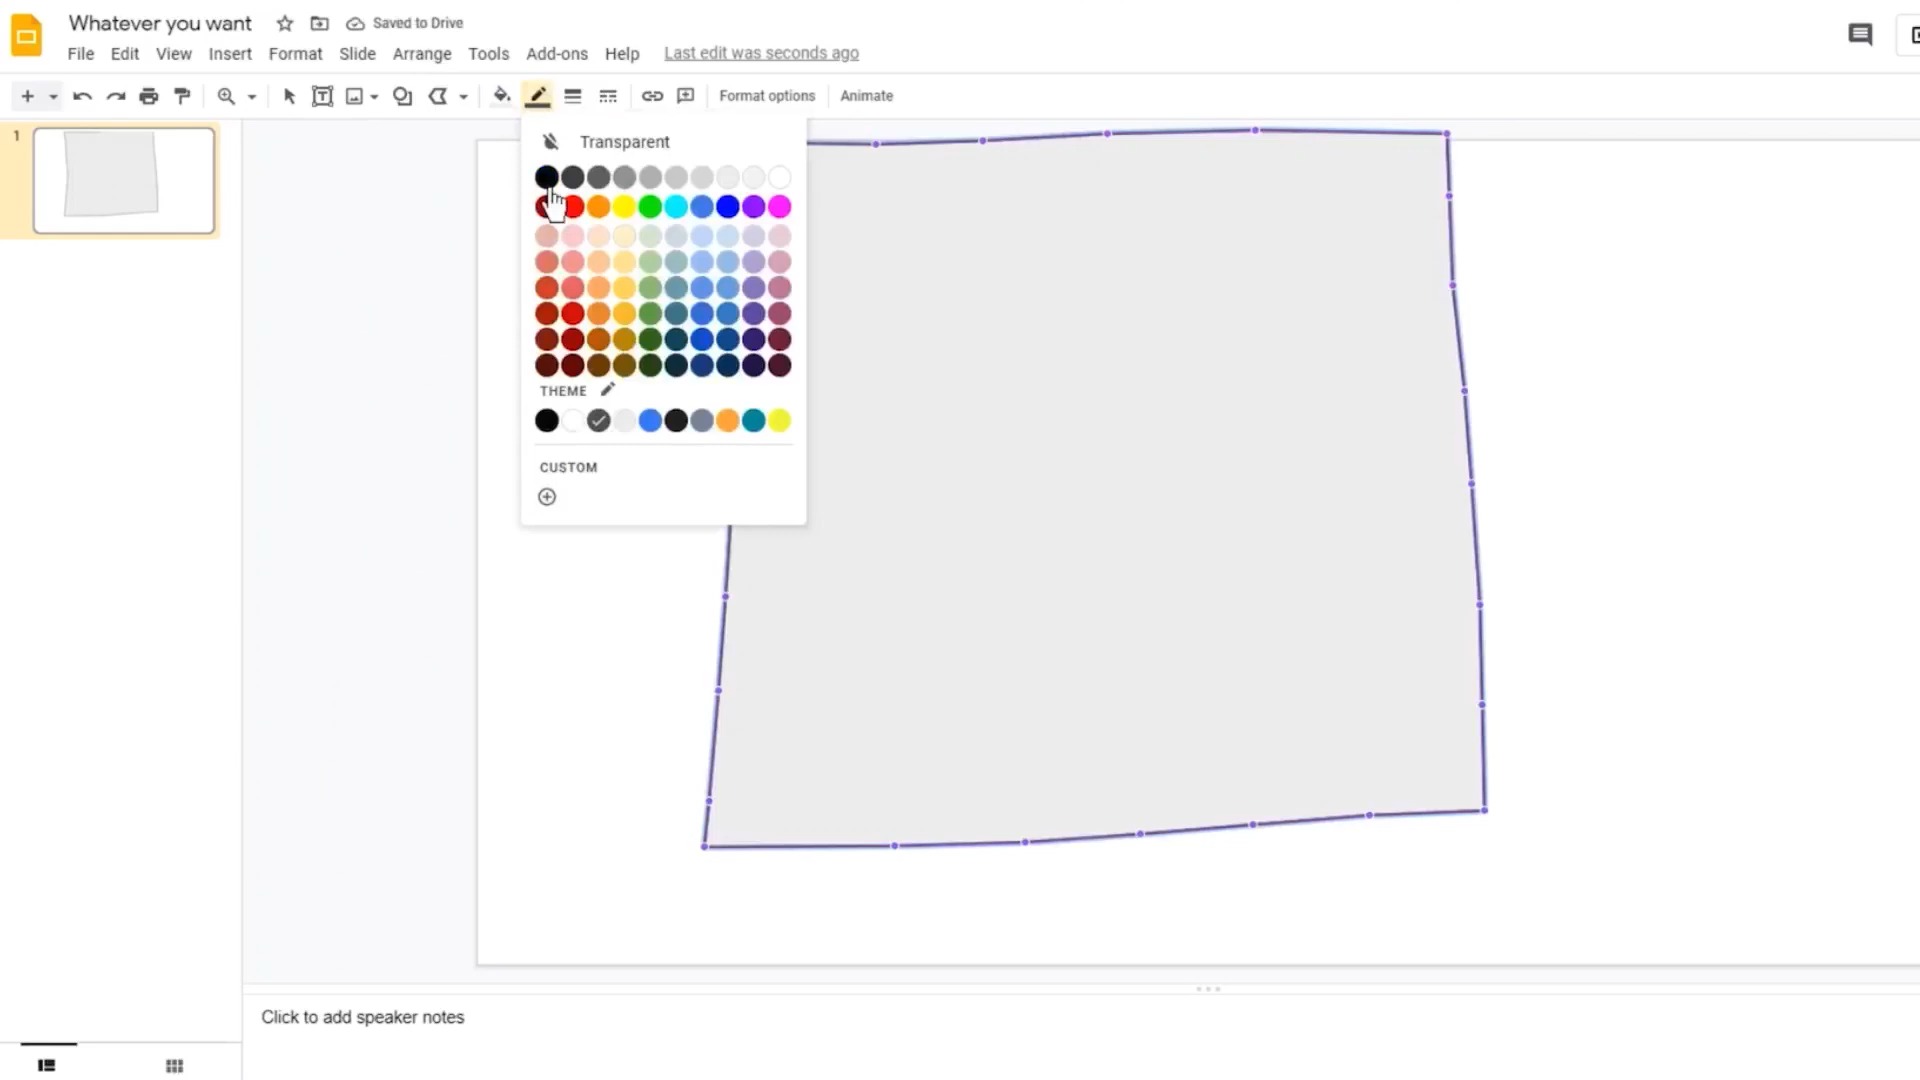 Whatever you want
Saved to Drive
File Edit View Insert Format Slide Arrange Tools Add-ons Help Last edit was seconds ago
Format options Animate
1
Transparent
THEME
CUSTOM
Click to add speaker notes